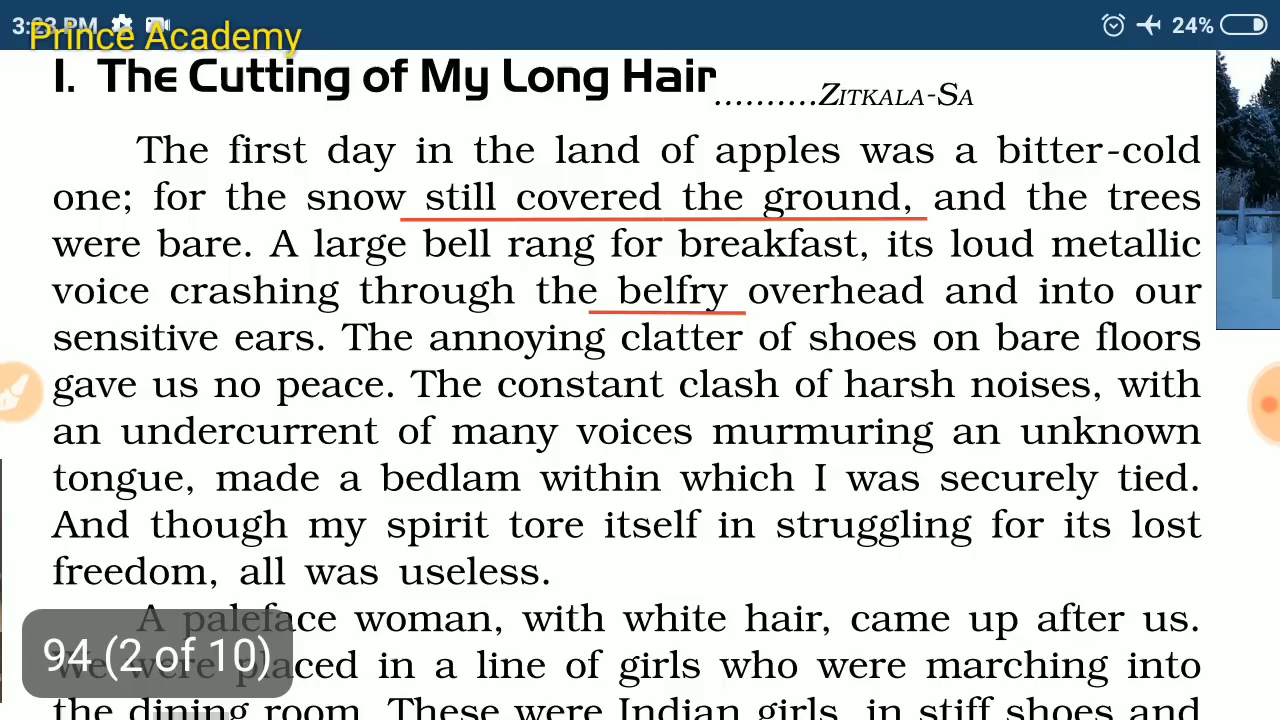 3:23 PM 24%
Prince Academy
I. The Cutting of My Long Hair ..........ZITKALA-SA
The first day in the land of apples was a bitter-cold
one; for the snow still covered the ground, and the trees
were bare. A large bell rang for breakfast, its loud metallic
voice crashing through the belfry overhead and into our
sensitive ears. The annoying clatter of shoes on bare floors
gave us no peace. The constant clash of harsh noises, with
an undercurrent of many voices murmuring an unknown
tongue, made a bedlam within which I was securely tied.
And though my spirit tore itself in struggling for its lost
freedom, all was useless.
A paleface woman, with white hair, came up after us.
We were placed in a line of girls who were marching into
the dining room. These were Indian girls, in stiff shoes and
94 (2 of 10)